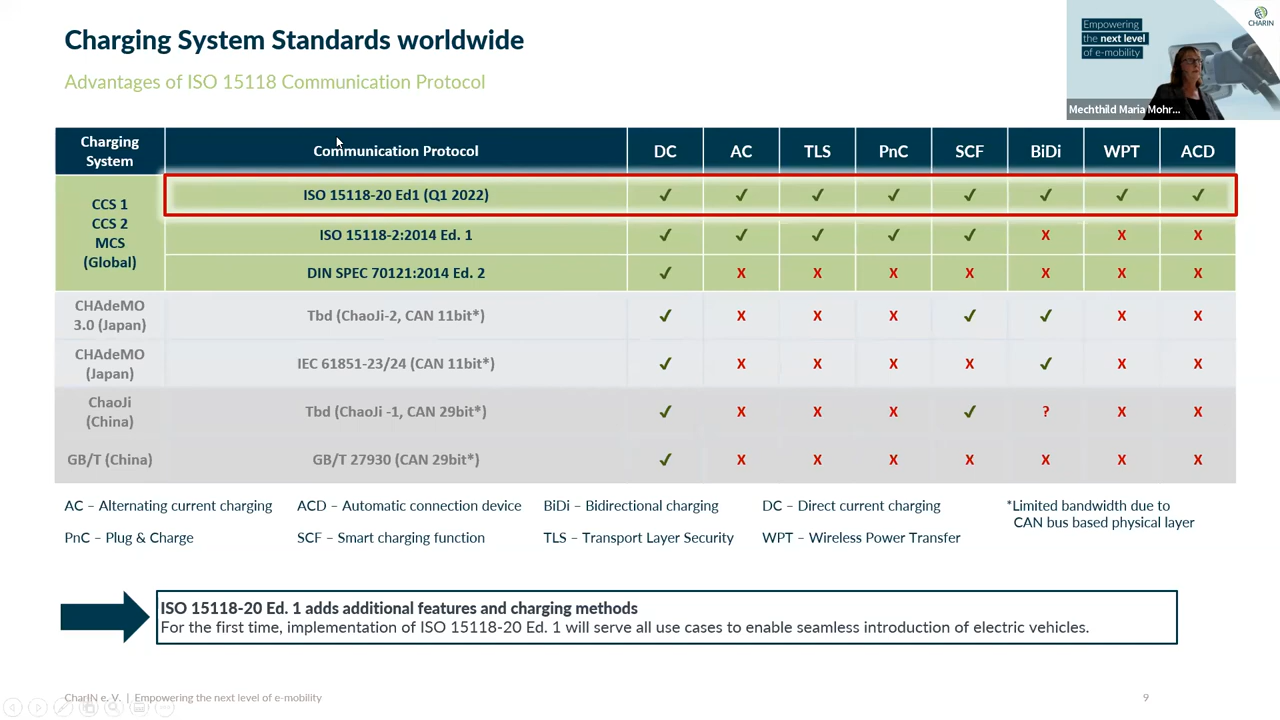 Charging System Standards worldwide
Advantages of ISO 15118 Communication Protocol
CHARIN
Empowering
the next level
of e-mobility
Mechthild Maria Mohr...
Charging
System
Communication Protocol
DC AC TLS PnC SCF BiDi WPT ACD
CCS 1
CCS 2
MCS
(Global)
ISO 15118-20 Ed1 (Q1 2022) ✓ ✓ ✓ ✓ ✓ ✓ ✓ ✓
ISO 15118-2:2014 Ed. 1 ✓ ✓ ✓ ✓ ✓ X X X
DIN SPEC 70121:2014 Ed. 2 ✓ X X X X X X X
CHAdeMO
3.0 (Japan)
Tbd (ChaoJi-2, CAN 11bit*) ✓ X X X ✓ ✓ X X
CHAdeMO
(Japan)
IEC 61851-23/24 (CAN 11bit*) ✓ X X X X ✓ X X
ChaoJi
(China)
Tbd (ChaoJi -1, CAN 29bit*) ✓ X X X ✓ ? X X
GB/T (China) GB/T 27930 (CAN 29bit*) ✓ X X X X X X X
AC – Alternating current charging ACD – Automatic connection device BiDi – Bidirectional charging DC – Direct current charging *Limited bandwidth due to
CAN bus based physical layer
PnC – Plug & Charge SCF – Smart charging function TLS – Transport Layer Security WPT – Wireless Power Transfer
ISO 15118-20 Ed. 1 adds additional features and charging methods
For the first time, implementation of ISO 15118-20 Ed. 1 will serve all use cases to enable seamless introduction of electric vehicles.
CharIN e. V. | Empowering the next level of e-mobility 9